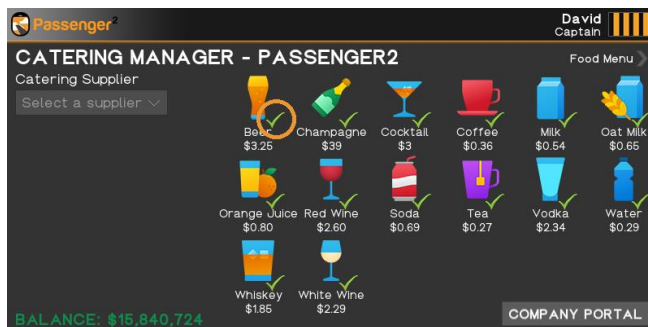 Passenger²
David
Captain
CATERING MANAGER - PASSENGER2
Food Menu
Catering Supplier
Select a supplier
Beer Champagne Cocktail Coffee Milk Oat Milk
$3.25 $39 $3 $0.36 $0.54 $0.65
Orange Juice Red Wine Soda Tea Vodka Water
$0.80 $2.60 $0.69 $0.27 $2.34 $0.29
Whiskey White Wine
$1.85 $2.29
BALANCE: $15,840,724
COMPANY PORTAL